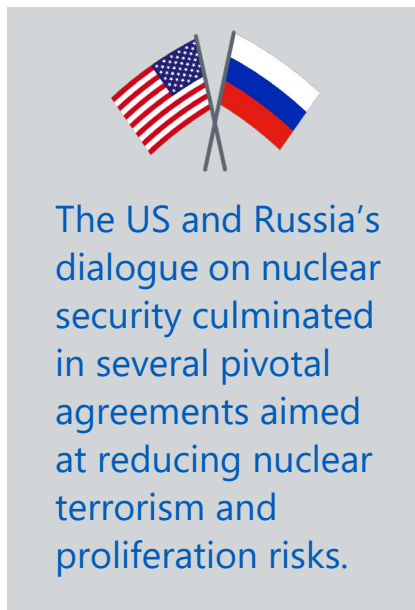 The US and Russia’s
dialogue on nuclear
security culminated
in several pivotal
agreements aimed
at reducing nuclear
terrorism and
proliferation risks.